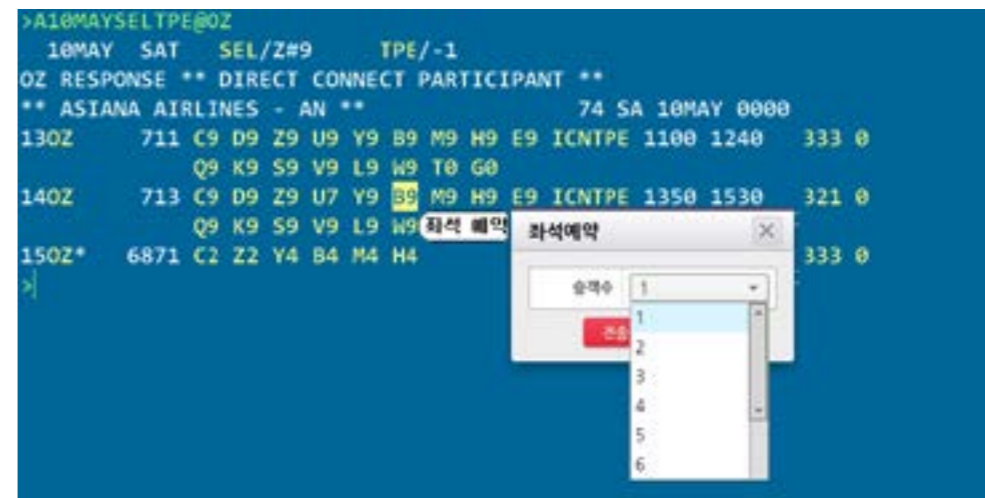 >A10MAYSELTPE@OZ
10MAY SAT SEL/Z#9 TPE/-1
OZ RESPONSE ** DIRECT CONNECT PARTICIPANT **
** ASIANA AIRLINES - AN ** 74 SA 10MAY 0000
13OZ 711 C9 D9 Z9 U9 Y9 B9 M9 H9 E9 ICNTPE 1100 1240 333 0
Q9 K9 S9 V9 L9 W9 T0 G0
14OZ 713 C9 D9 Z9 U7 Y9 B9 M9 H9 E9 ICNTPE 1350 1530 321 0
Q9 K9 S9 V9 L9 W9 좌석 예약
15OZ* 6871 C2 Z2 Y4 B4 M4 H4 333 0
>
좌석예약
승객수 1
1
2
3
4
5
6